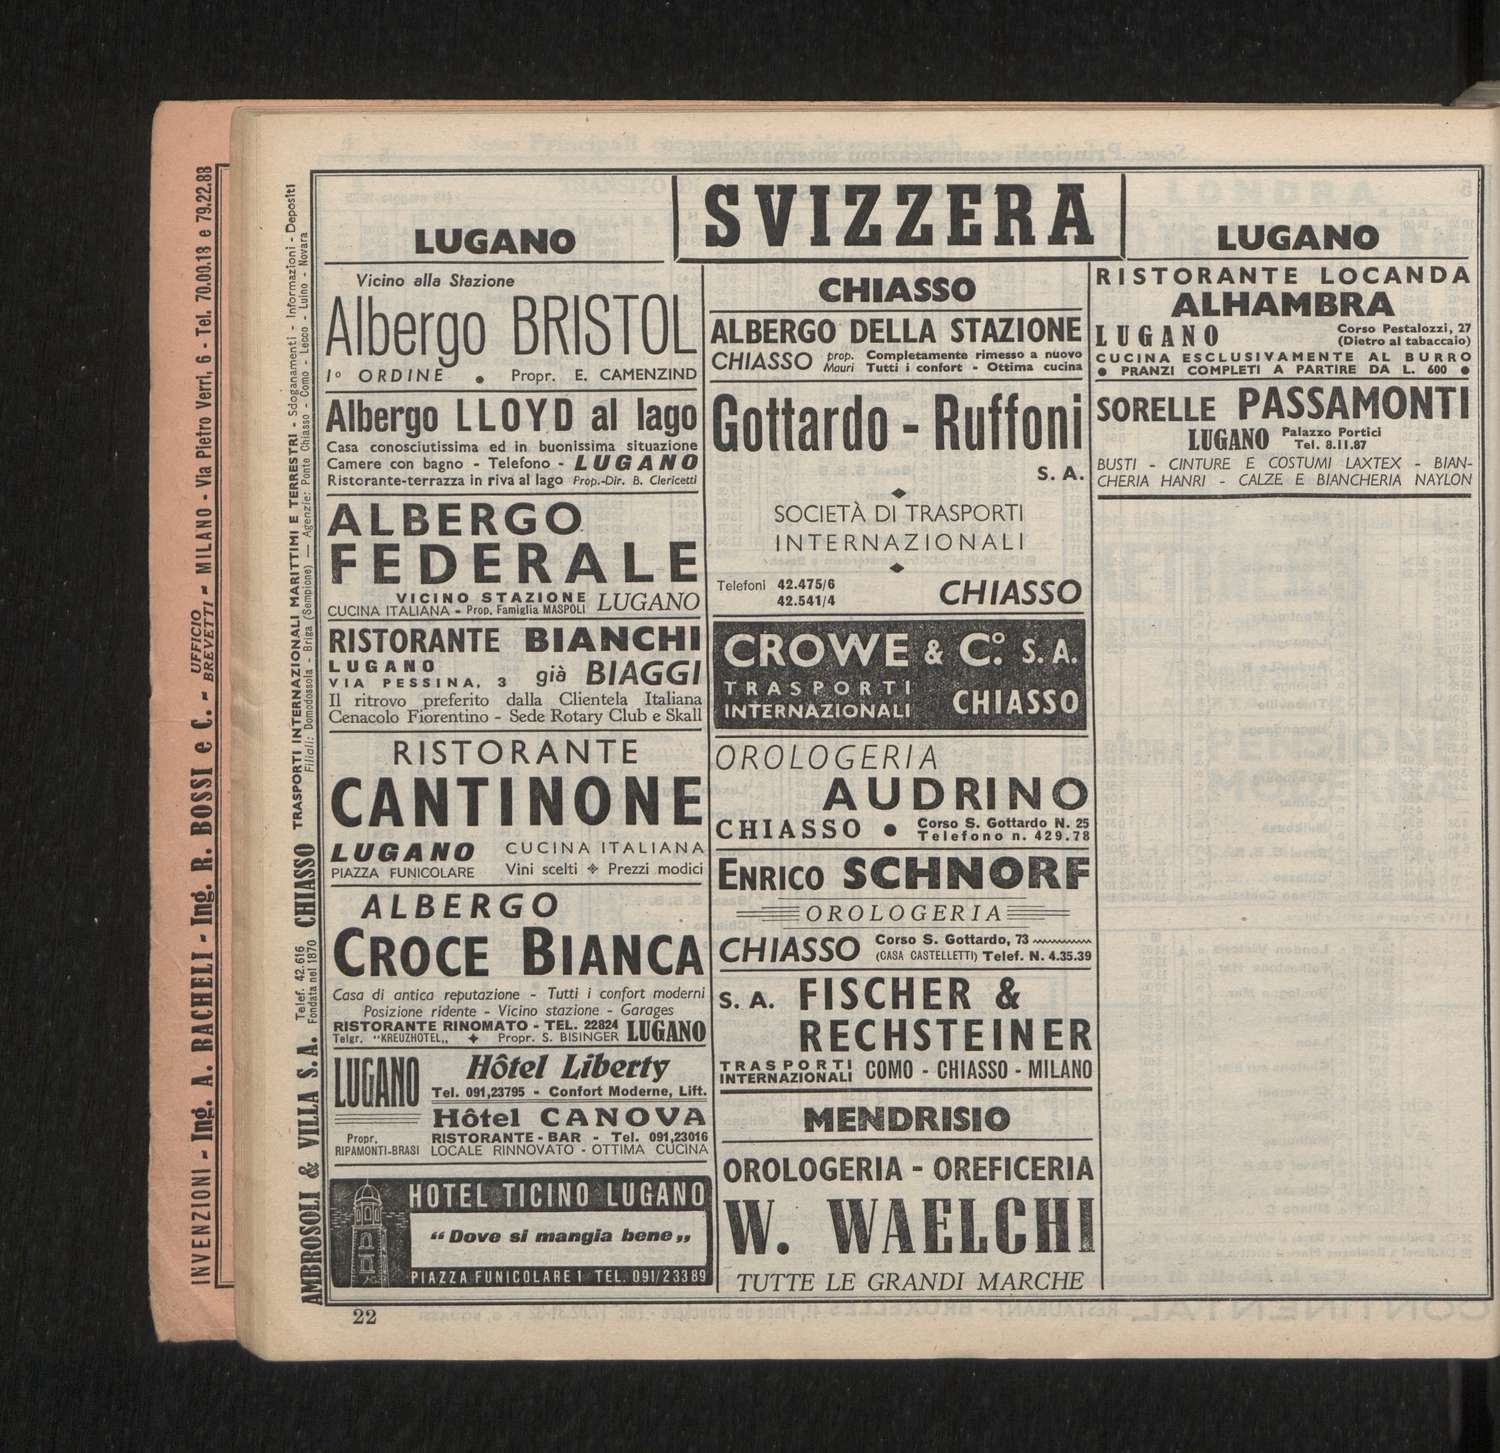 INVENZIONI - Ing. A. RACHELI - Ing. R. BOSSI e C. - UFFICIO BREVETTI - MILANO - Via Pietro Verri, 6 - Tel. 70.00.18 e 79.22.88
AMBROSOLI & VILLA S.A. Telef. 42.616 Fondata nel 1870 CHIASSO TRASPORTI INTERNAZIONALI MARITTIMI E TERRESTRI - Sdoganamenti - Informazioni - Depositi
Filiali: Domodossola - Briga (Sempione) — Agenzie: Ponte Chiasso - Como - Lecco - Luino - Novara
SVIZZERA
LUGANO
Vicino alla Stazione
Albergo BRISTOL
1º ORDINE • Propr. E. CAMENZIND
Albergo LLOYD al lago
Casa conosciutissima ed in buonissima situazione
Camere con bagno - Telefono - LUGANO
Ristorante-terrazza in riva al lago Prop.-Dir. B. Clericetti
ALBERGO
FEDERALE
VICINO STAZIONE
CUCINA ITALIANA - Prop. Famiglia MASPOLI LUGANO
RISTORANTE BIANCHI
LUGANO
VIA PESSINA, 3 già BIAGGI
Il ritrovo preferito dalla Clientela Italiana
Cenacolo Fiorentino - Sede Rotary Club e Skall
RISTORANTE
CANTINONE
LUGANO CUCINA ITALIANA
PIAZZA FUNICOLARE Vini scelti ✦ Prezzi modici
ALBERGO
CROCE BIANCA
Casa di antica reputazione - Tutti i confort moderni
Posizione ridente - Vicino stazione - Garages
RISTORANTE RINOMATO - TEL. 22824 LUGANO
Telgr. "KREUZHOTEL„ ✦ Propr. S. BISINGER
LUGANO
Hôtel Liberty
Tel. 091,23795 - Confort Moderne, Lift.
Hôtel CANOVA
Propr. RISTORANTE - BAR - Tel. 091,23016
RIPAMONTI-BRASI LOCALE RINNOVATO - OTTIMA CUCINA
HOTEL TICINO LUGANO
"Dove si mangia bene„
PIAZZA FUNICOLARE 1 TEL. 091/23389
CHIASSO
ALBERGO DELLA STAZIONE
CHIASSO prop. Mauri Completamente rimesso a nuovo
Tutti i confort - Ottima cucina
Gottardo - Ruffoni
S. A.
SOCIETÀ DI TRASPORTI
INTERNAZIONALI
Telefoni 42.475/6
42.541/4 CHIASSO
CROWE & Cº. S. A.
TRASPORTI
INTERNAZIONALI CHIASSO
OROLOGERIA
AUDRINO
CHIASSO • Corso S. Gottardo N. 25
Telefono n. 429.78
ENRICO SCHNORF
OROLOGERIA
CHIASSO Corso S. Gottardo, 73
(CASA CASTELLETTI) Telef. N. 4.35.39
S. A. FISCHER &
RECHSTEINER
TRASPORTI
INTERNAZIONALI COMO - CHIASSO - MILANO
MENDRISIO
OROLOGERIA - OREFICERIA
W. WAELCHI
TUTTE LE GRANDI MARCHE
LUGANO
RISTORANTE LOCANDA
ALHAMBRA
LUGANO Corso Pestalozzi, 27
(Dietro al tabaccaio)
CUCINA ESCLUSIVAMENTE AL BURRO
• PRANZI COMPLETI A PARTIRE DA L. 600 •
SORELLE PASSAMONTI
LUGANO Palazzo Portici
Tel. 8.11.87
BUSTI - CINTURE E COSTUMI LAXTEX - BIAN-
CHERIA HANRI - CALZE E BIANCHERIA NAYLON
22